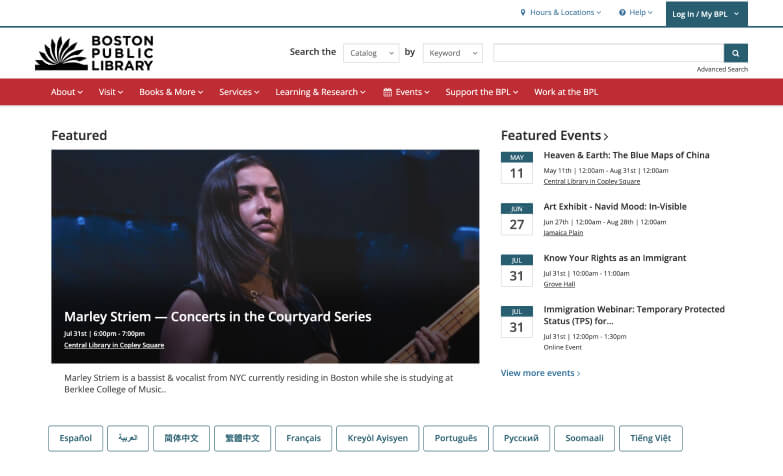 Hours & Locations
Help
Log In / My BPL
BOSTON
PUBLIC
LIBRARY
Search the
Catalog
by
Keyword
Advanced Search
About
Visit
Books & More
Services
Learning & Research
Events
Support the BPL
Work at the BPL
Featured
Marley Striem — Concerts in the Courtyard Series
Jul 31st | 6:00pm - 7:00pm
Central Library in Copley Square
Marley Striem is a bassist & vocalist from NYC currently residing in Boston while she is studying at
Berklee College of Music..
Featured Events
MAY
11
Heaven & Earth: The Blue Maps of China
May 11th | 12:00am - Aug 31st | 12:00am
Central Library in Copley Square
JUN
27
Art Exhibit - Navid Mood: In-Visible
Jun 27th | 12:00am - Aug 28th | 12:00am
Jamaica Plain
JUL
31
Know Your Rights as an Immigrant
Jul 31st | 10:00am - 11:00am
Grove Hall
JUL
31
Immigration Webinar: Temporary Protected
Status (TPS) for...
Jul 31st | 12:00pm - 1:30pm
Online Event
View more events
Español
العربية
简体中文
繁體中文
Français
Kreyòl Ayisyen
Português
Русский
Soomaali
Tiếng Việt